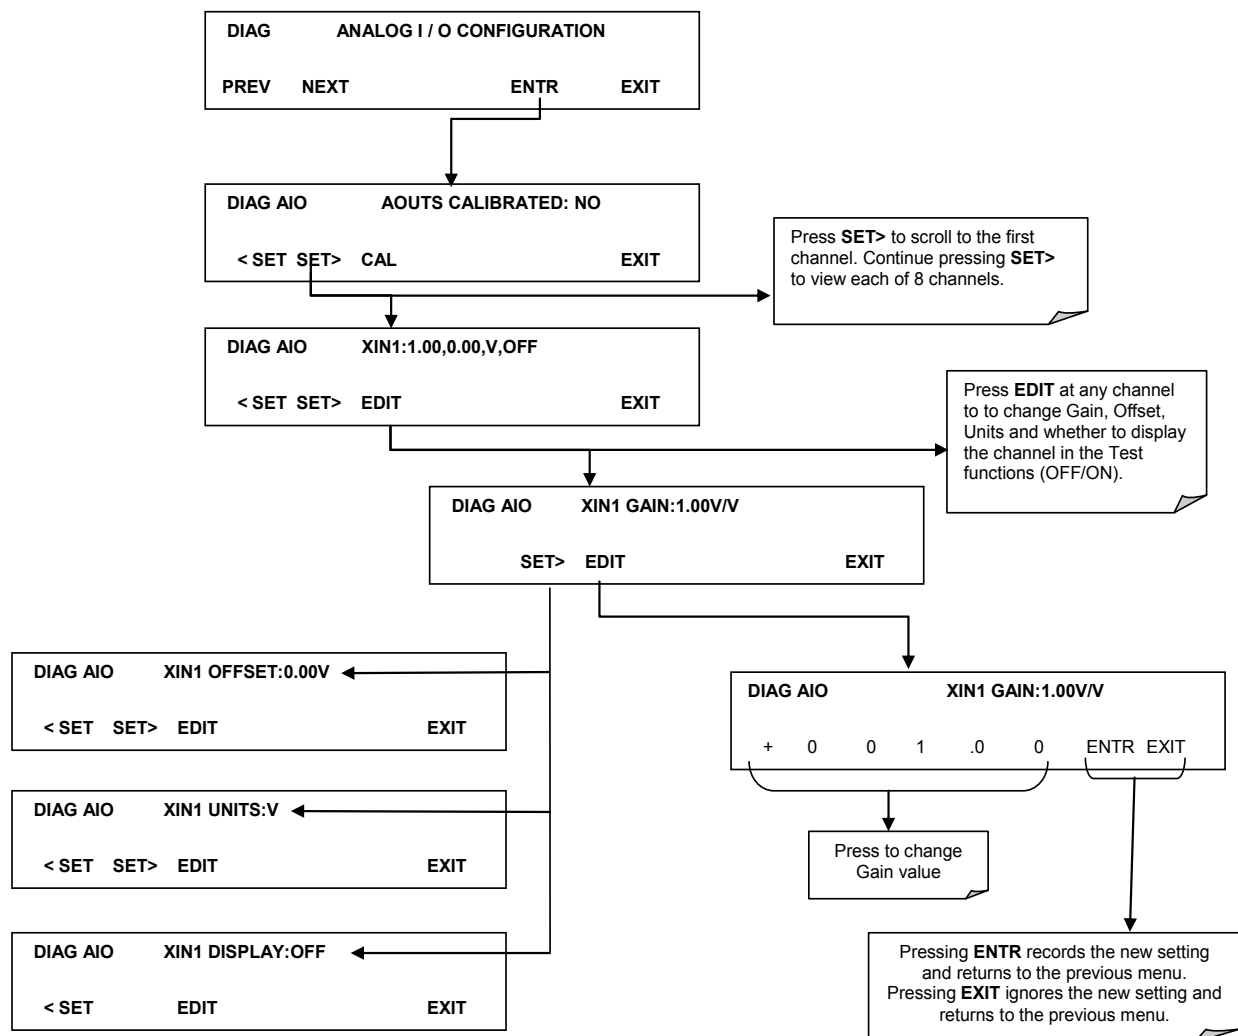 DIAG ANALOG I / O CONFIGURATION
PREV NEXT ENTR EXIT
DIAG AIO AOUTS CALIBRATED: NO
< SET SET> CAL EXIT
Press SET> to scroll to the first
channel. Continue pressing SET>
to view each of 8 channels.
DIAG AIO XIN1:1.00,0.00,V,OFF
< SET SET> EDIT EXIT
Press EDIT at any channel
to to change Gain, Offset,
Units and whether to display
the channel in the Test
functions (OFF/ON).
DIAG AIO XIN1 GAIN:1.00V/V
SET> EDIT EXIT
DIAG AIO XIN1 OFFSET:0.00V
< SET SET> EDIT EXIT
DIAG AIO XIN1 UNITS:V
< SET SET> EDIT EXIT
DIAG AIO XIN1 DISPLAY:OFF
< SET EDIT EXIT
DIAG AIO XIN1 GAIN:1.00V/V
+ 0 0 1 .0 0 ENTR EXIT
Press to change
Gain value
Pressing ENTR records the new setting
and returns to the previous menu.
Pressing EXIT ignores the new setting and
returns to the previous menu.